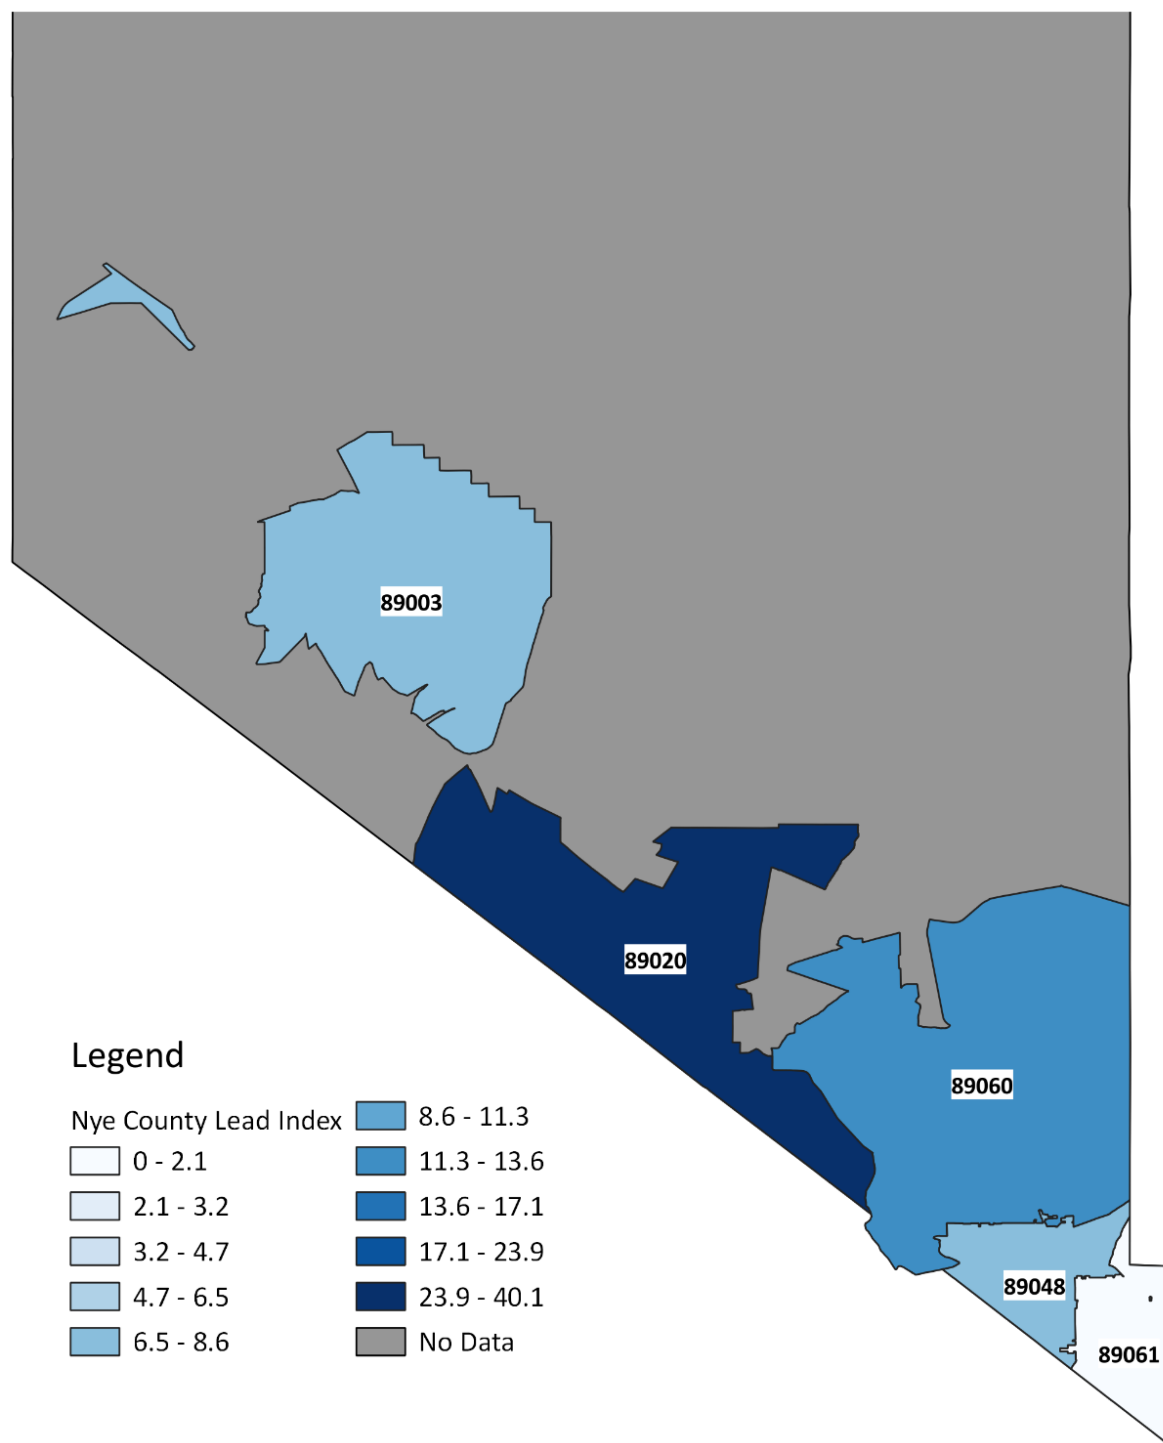 89003
89020
89060
89048
89061
Legend
Nye County Lead Index
0 - 2.1
2.1 - 3.2
3.2 - 4.7
4.7 - 6.5
6.5 - 8.6
8.6 - 11.3
11.3 - 13.6
13.6 - 17.1
17.1 - 23.9
23.9 - 40.1
No Data